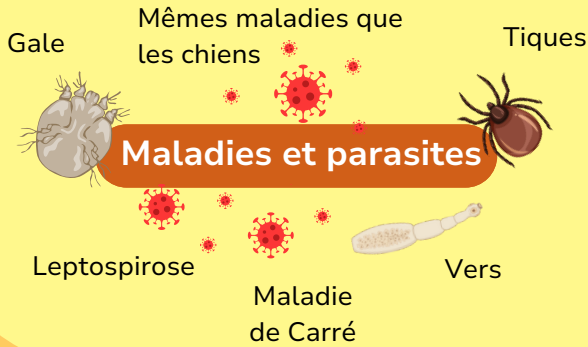 Gale
Mêmes maladies que
les chiens
Tiques
Maladies et parasites
Leptospirose
Maladie
de Carré
Vers